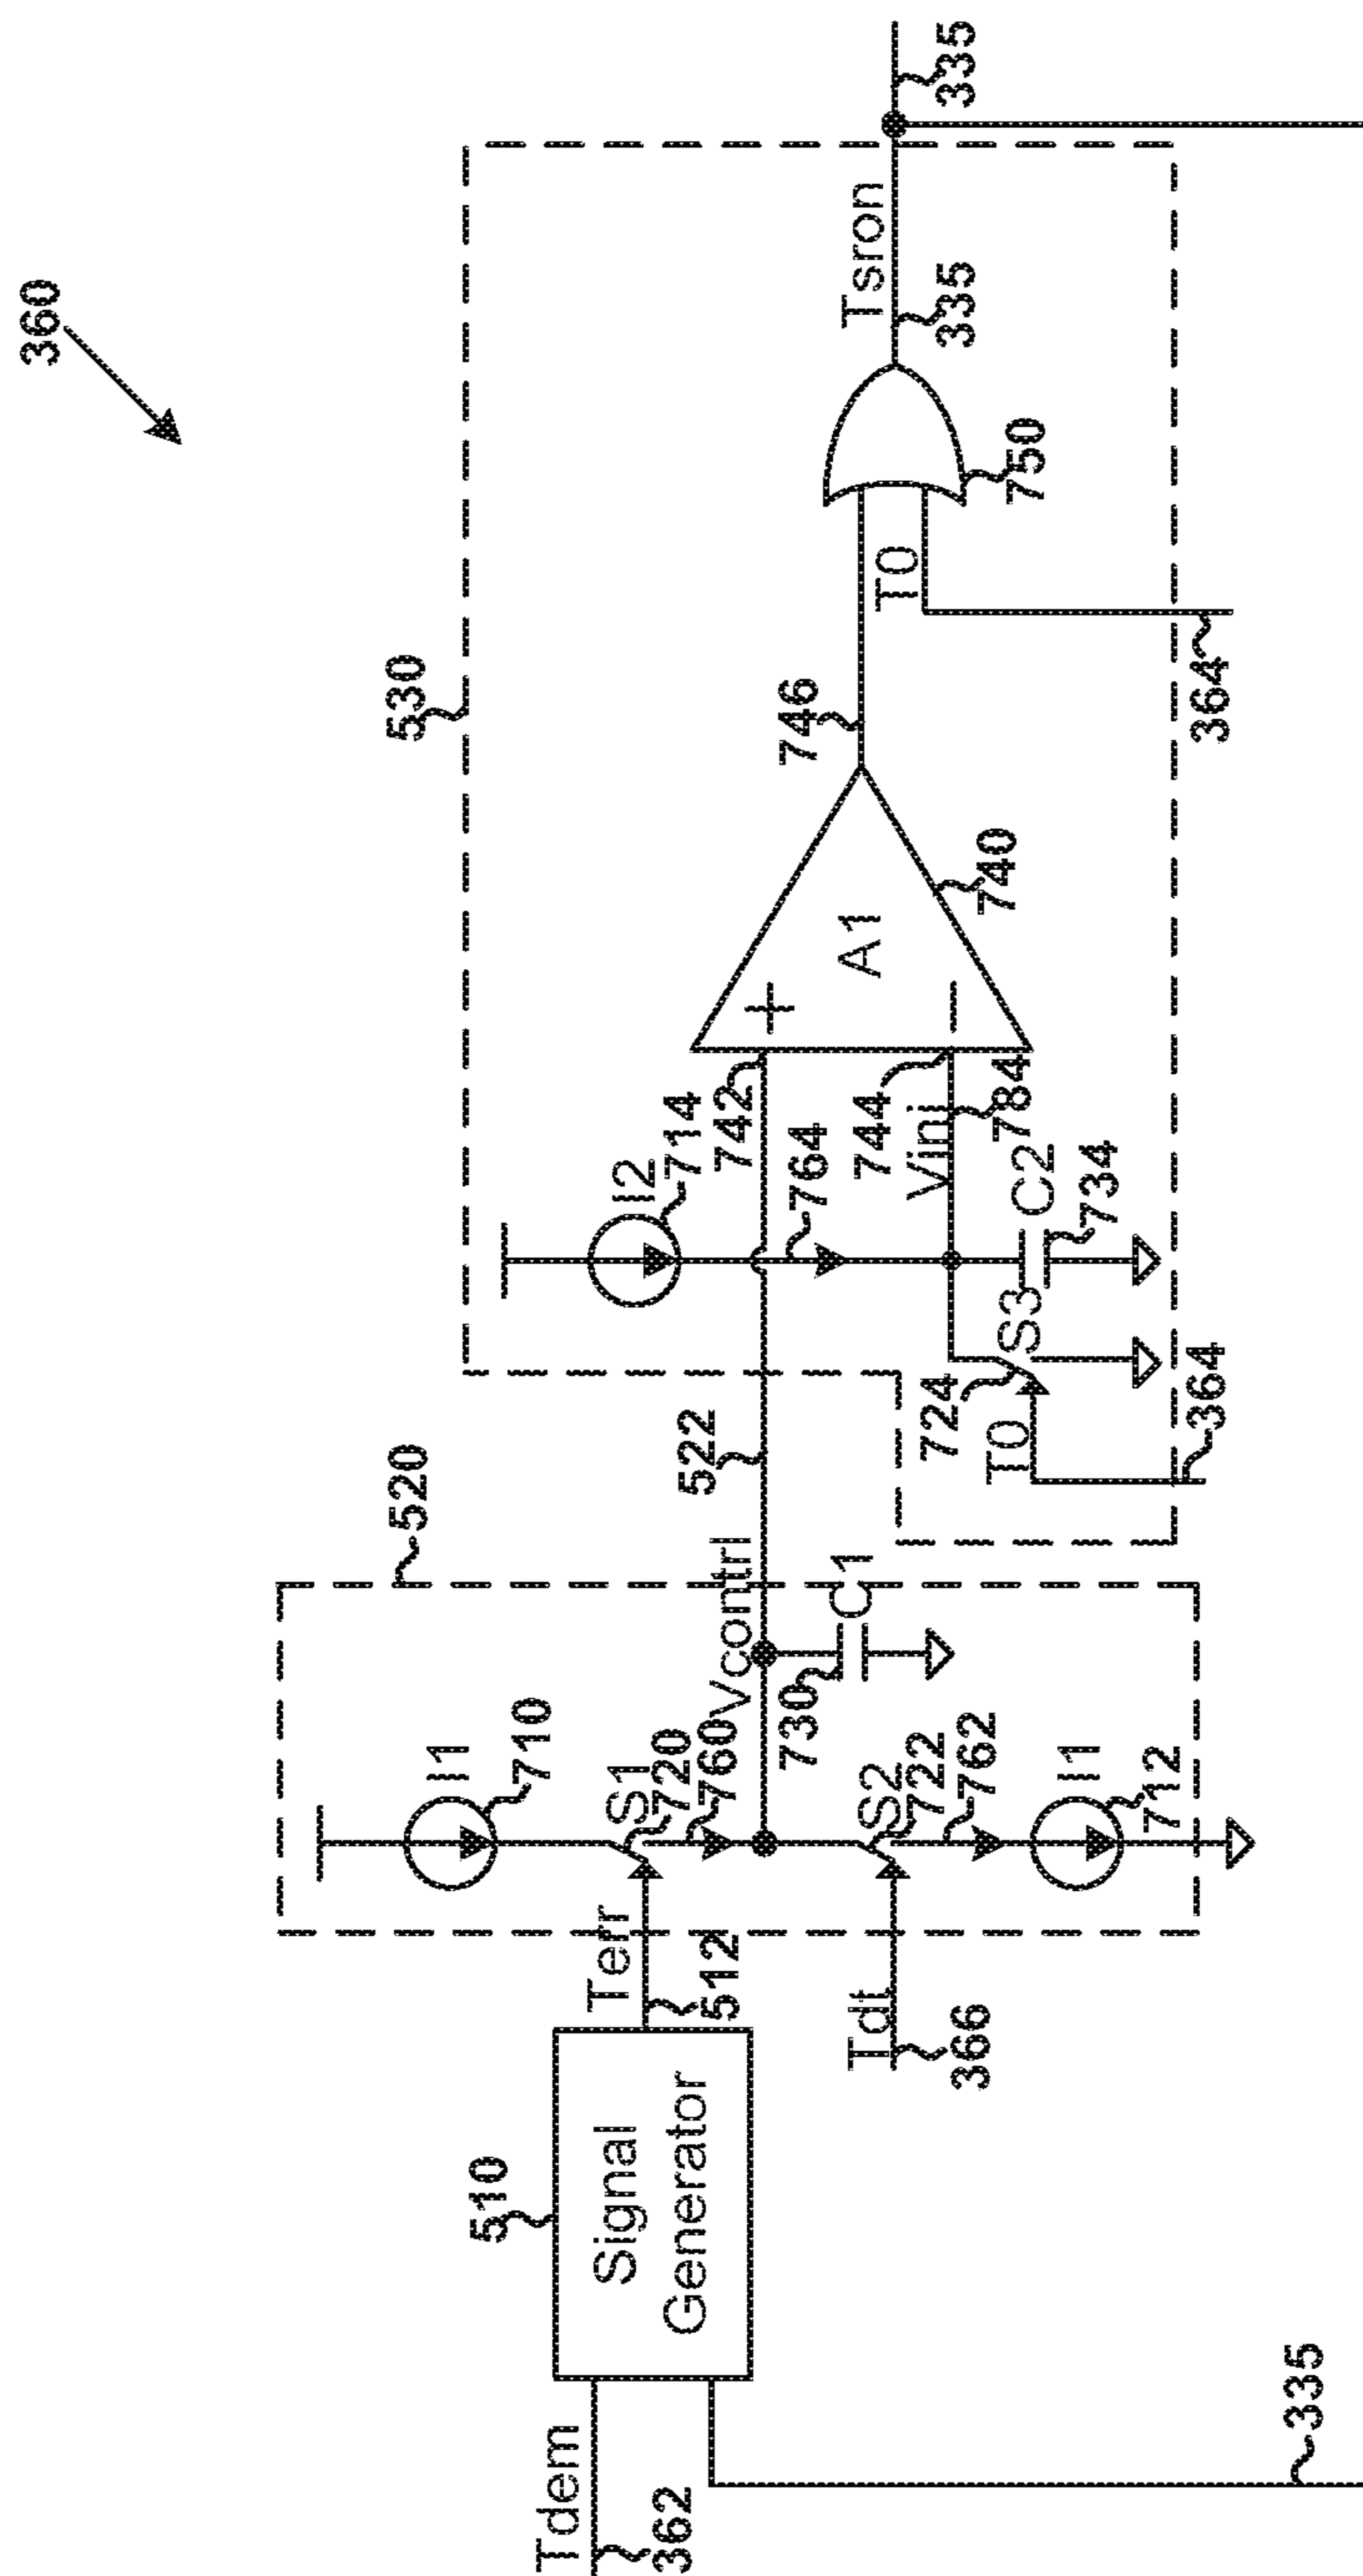 360
530
520
510
Tdem
362
Signal
Generator
335
Terr
512
Tdt
366
I1
710
S1
720
760
Vcontrl
730
C1
S2
722
762
I1
712
522
I2
714
764
742
744
Vini
784
C2
734
S3
724
T0
364
A1
+
−
740
746
T0
364
750
Tsron
335
335